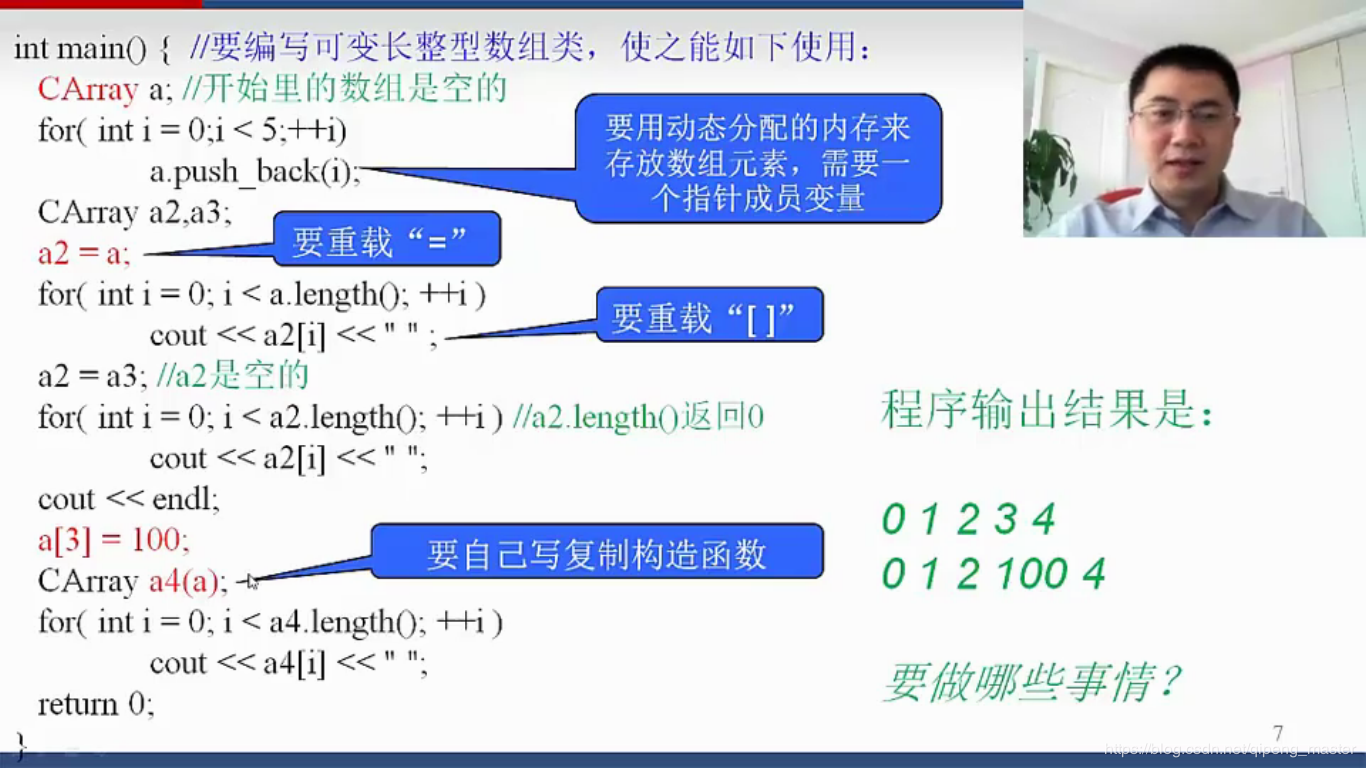 int main() { //要编写可变长整型数组类，使之能如下使用：
CArray a; //开始里的数组是空的
for( int i = 0;i < 5;++i)
a.push_back(i);
要用动态分配的内存来
存放数组元素，需要一
个指针成员变量
CArray a2,a3;
a2 = a;
要重载“=”
for( int i = 0; i < a.length(); ++i )
cout << a2[i] << " " ;
要重载“[ ]”
a2 = a3; //a2是空的
for( int i = 0; i < a2.length(); ++i ) //a2.length()返回0
cout << a2[i] << " ";
cout << endl;
a[3] = 100;
CArray a4(a);
要自己写复制构造函数
for( int i = 0; i < a4.length(); ++i )
cout << a4[i] << " ";
return 0;
}
程序输出结果是：
0 1 2 3 4
0 1 2 100 4
要做哪些事情？
7
https://blog.csdn.net/qipeng_master